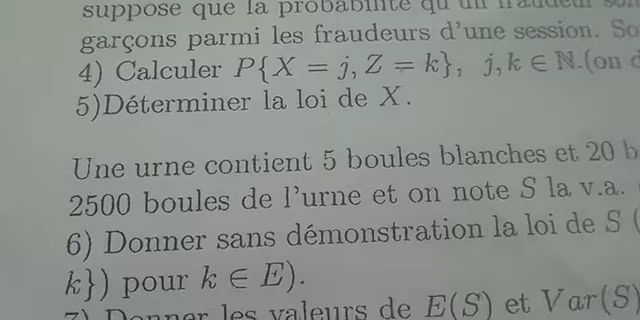 suppose que la probabilité qu'un fraudeur
garçons parmi les fraudeurs d'une session. So
4) Calculer P{X = j, Z = k}, j, k ∈ ℕ.(on
5)Déterminer la loi de X.
Une urne contient 5 boules blanches et 20 b
2500 boules de l'urne et on note S la v.a.
6) Donner sans démonstration la loi de S (
k}) pour k ∈ E).
7) Donner les valeurs de E(S) et Var(S)